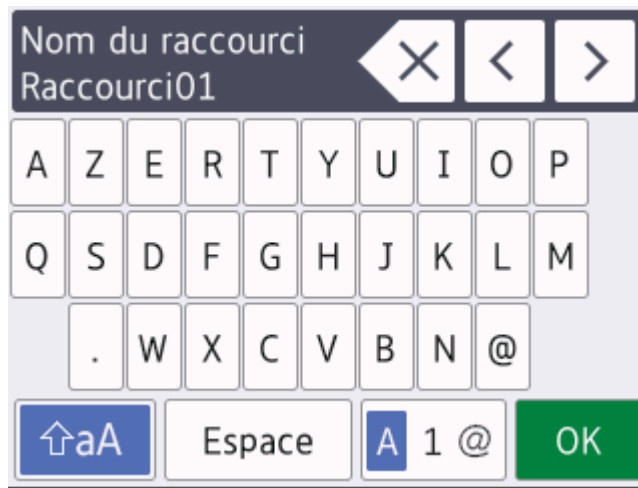 Nom du raccourci
Raccourci01
A Z E R T Y U I O P
Q S D F G H J K L M
. W X C V B N @
aA Espace A 1 @ OK